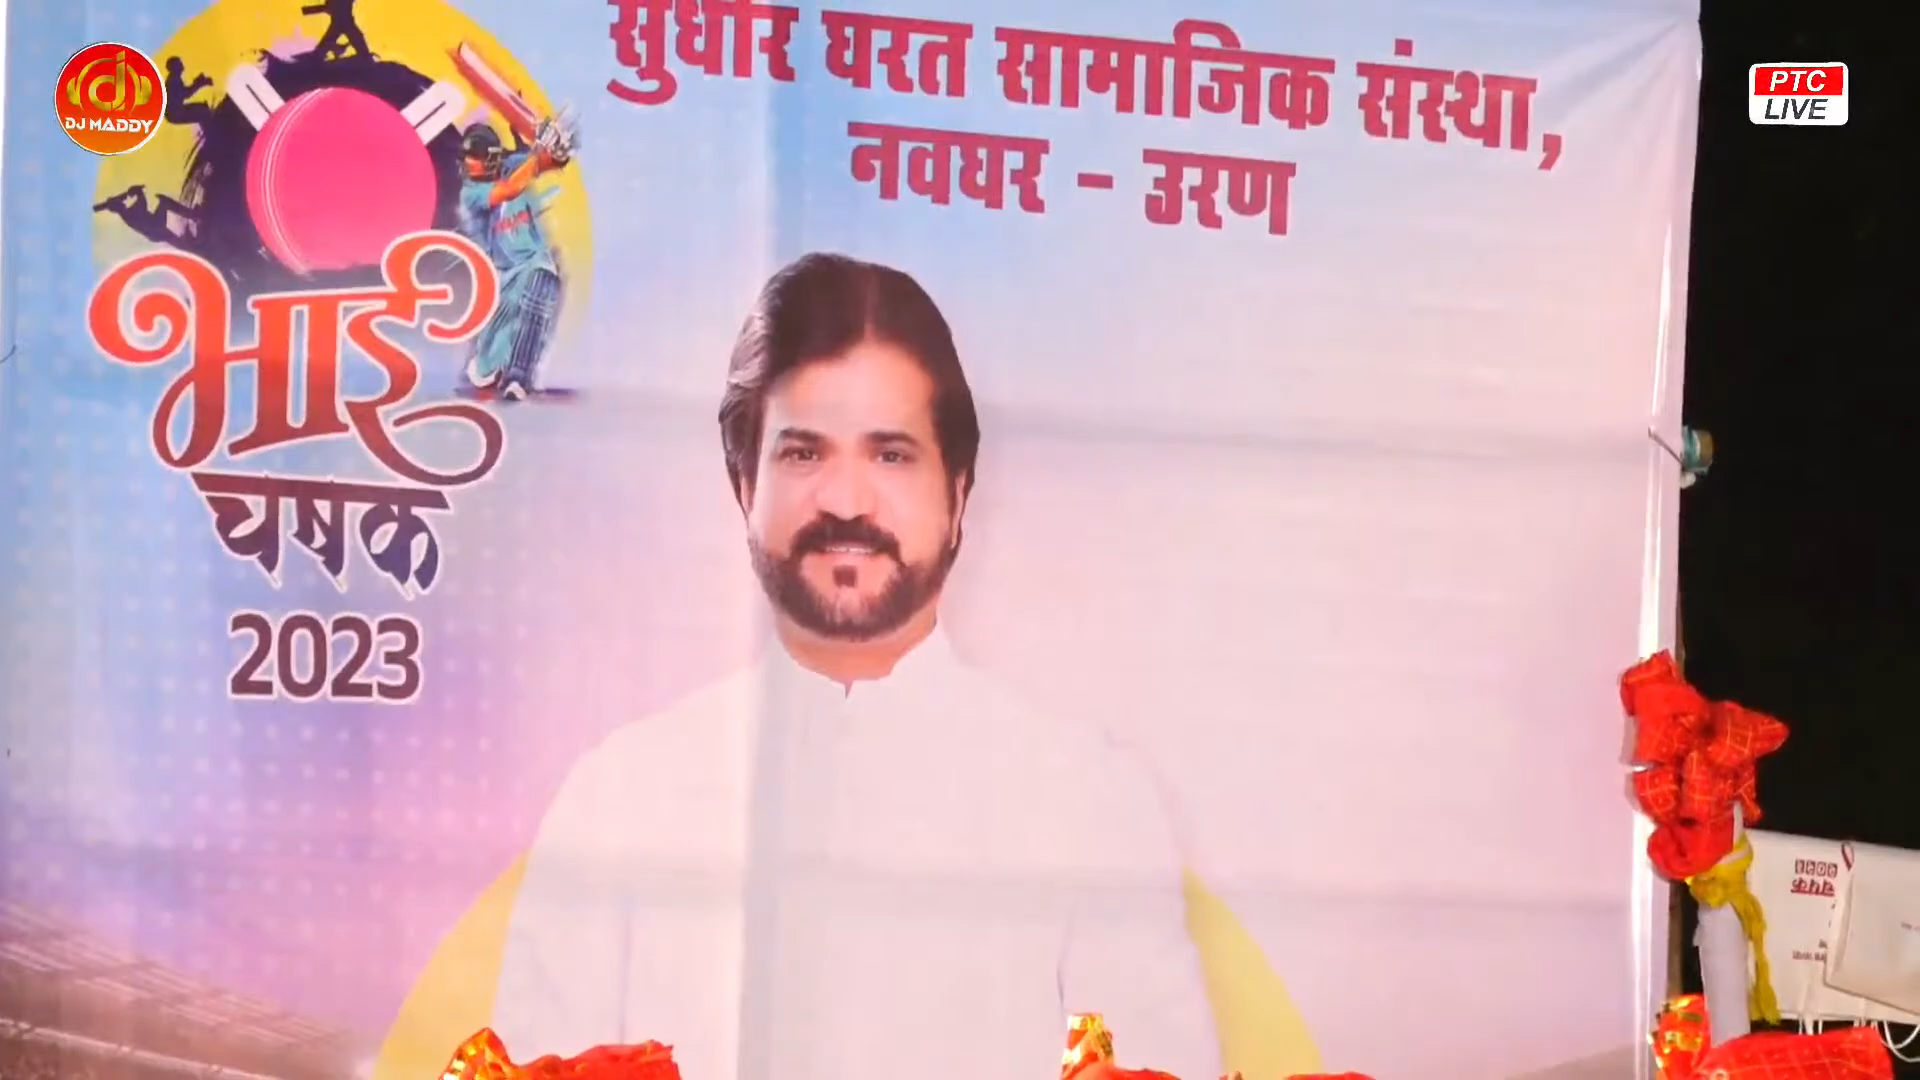 सुधीर घरत सामाजिक संस्था,
नवघर - उरण
DJ MADDY
PTC
LIVE
भाई
चषक
2023